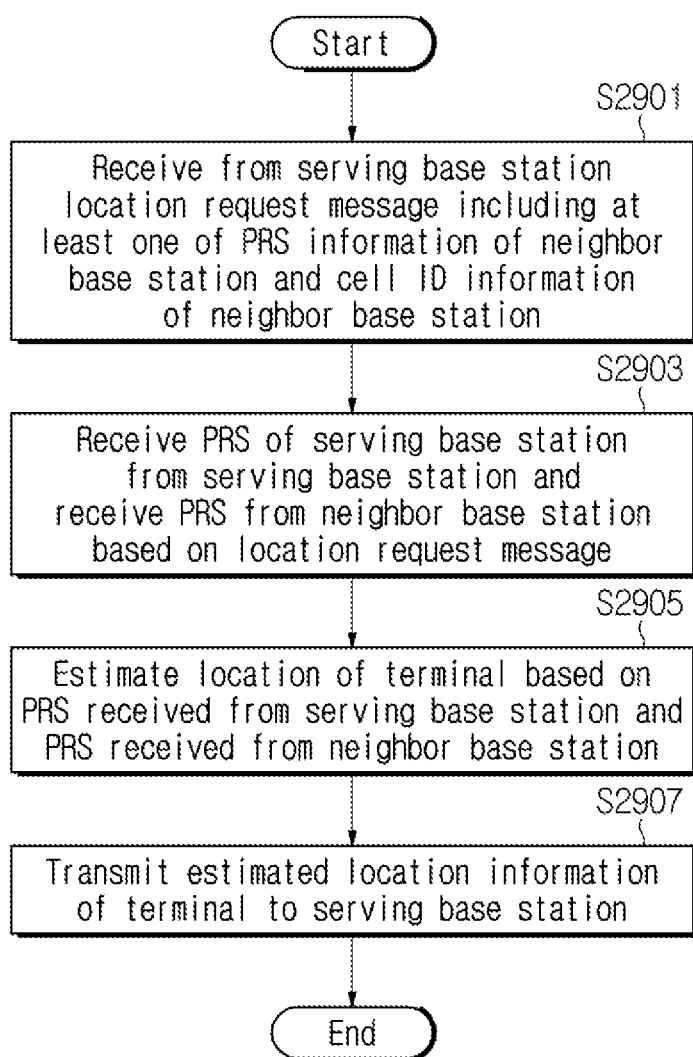 Start
S2901
Receive from serving base station
location request message including at
least one of PRS information of neighbor
base station and cell ID information
of neighbor base station
S2903
Receive PRS of serving base station
from serving base station and
receive PRS from neighbor base station
based on location request message
S2905
Estimate location of terminal based on
PRS received from serving base station and
PRS received from neighbor base station
S2907
Transmit estimated location information
of terminal to serving base station
End